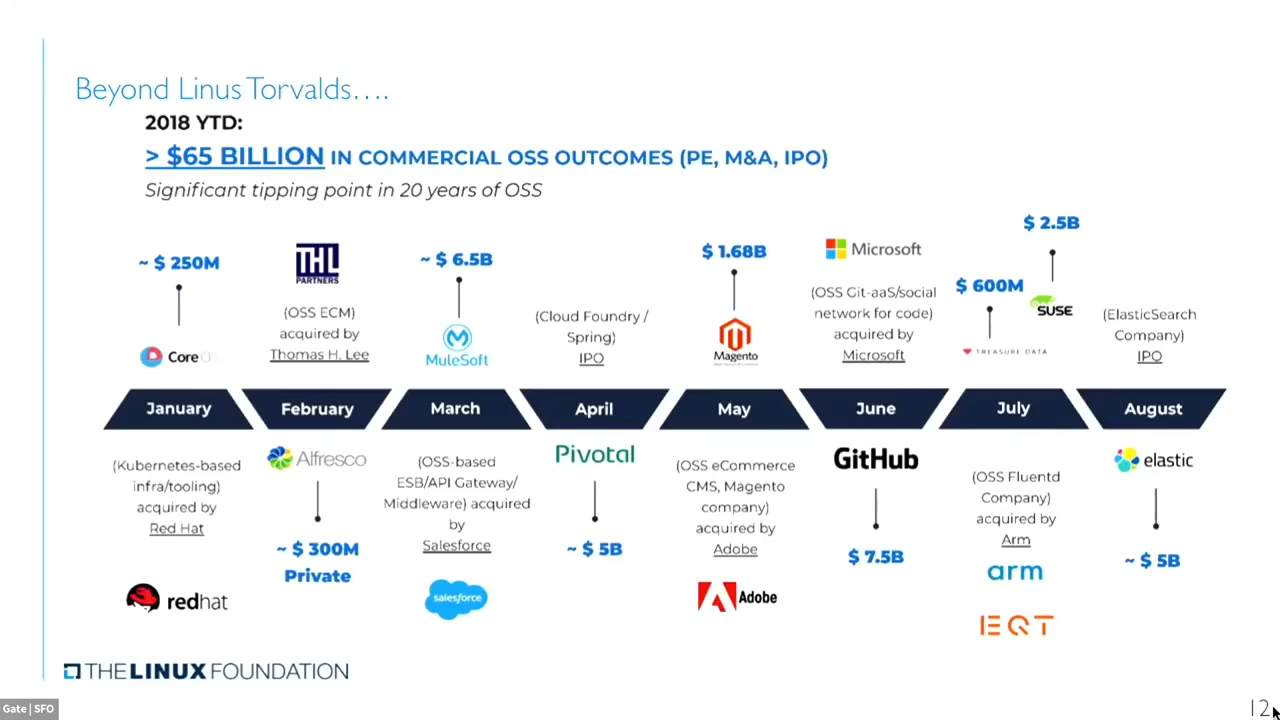 Beyond Linus Torvalds....
2018 YTD:
> $65 BILLION IN COMMERCIAL OSS OUTCOMES (PE, M&A, IPO)
Significant tipping point in 20 years of OSS
~ $ 250M
CoreOS
January
(Kubernetes-based
infra/tooling)
acquired by
Red Hat
redhat
THL
PARTNERS
(OSS ECM)
acquired by
Thomas H. Lee
February
Alfresco
~ $ 300M
Private
~ $ 6.5B
MuleSoft
March
(OSS-based
ESB/API Gateway/
Middleware) acquired
by
Salesforce
salesforce
(Cloud Foundry /
Spring)
IPO
April
Pivotal
~ $ 5B
$ 1.68B
Magento
May
(OSS eCommerce
CMS, Magento
company)
acquired by
Adobe
Adobe
Microsoft
(OSS Git-aaS/social
network for code)
acquired by
Microsoft
June
GitHub
$ 7.5B
$ 2.5B
$ 600M
SUSE
TREASURE DATA
July
(OSS Fluentd
Company)
acquired by
Arm
arm
EQT
(ElasticSearch
Company)
IPO
August
elastic
~ $ 5B
THE LINUX FOUNDATION
Gate | SFO
12